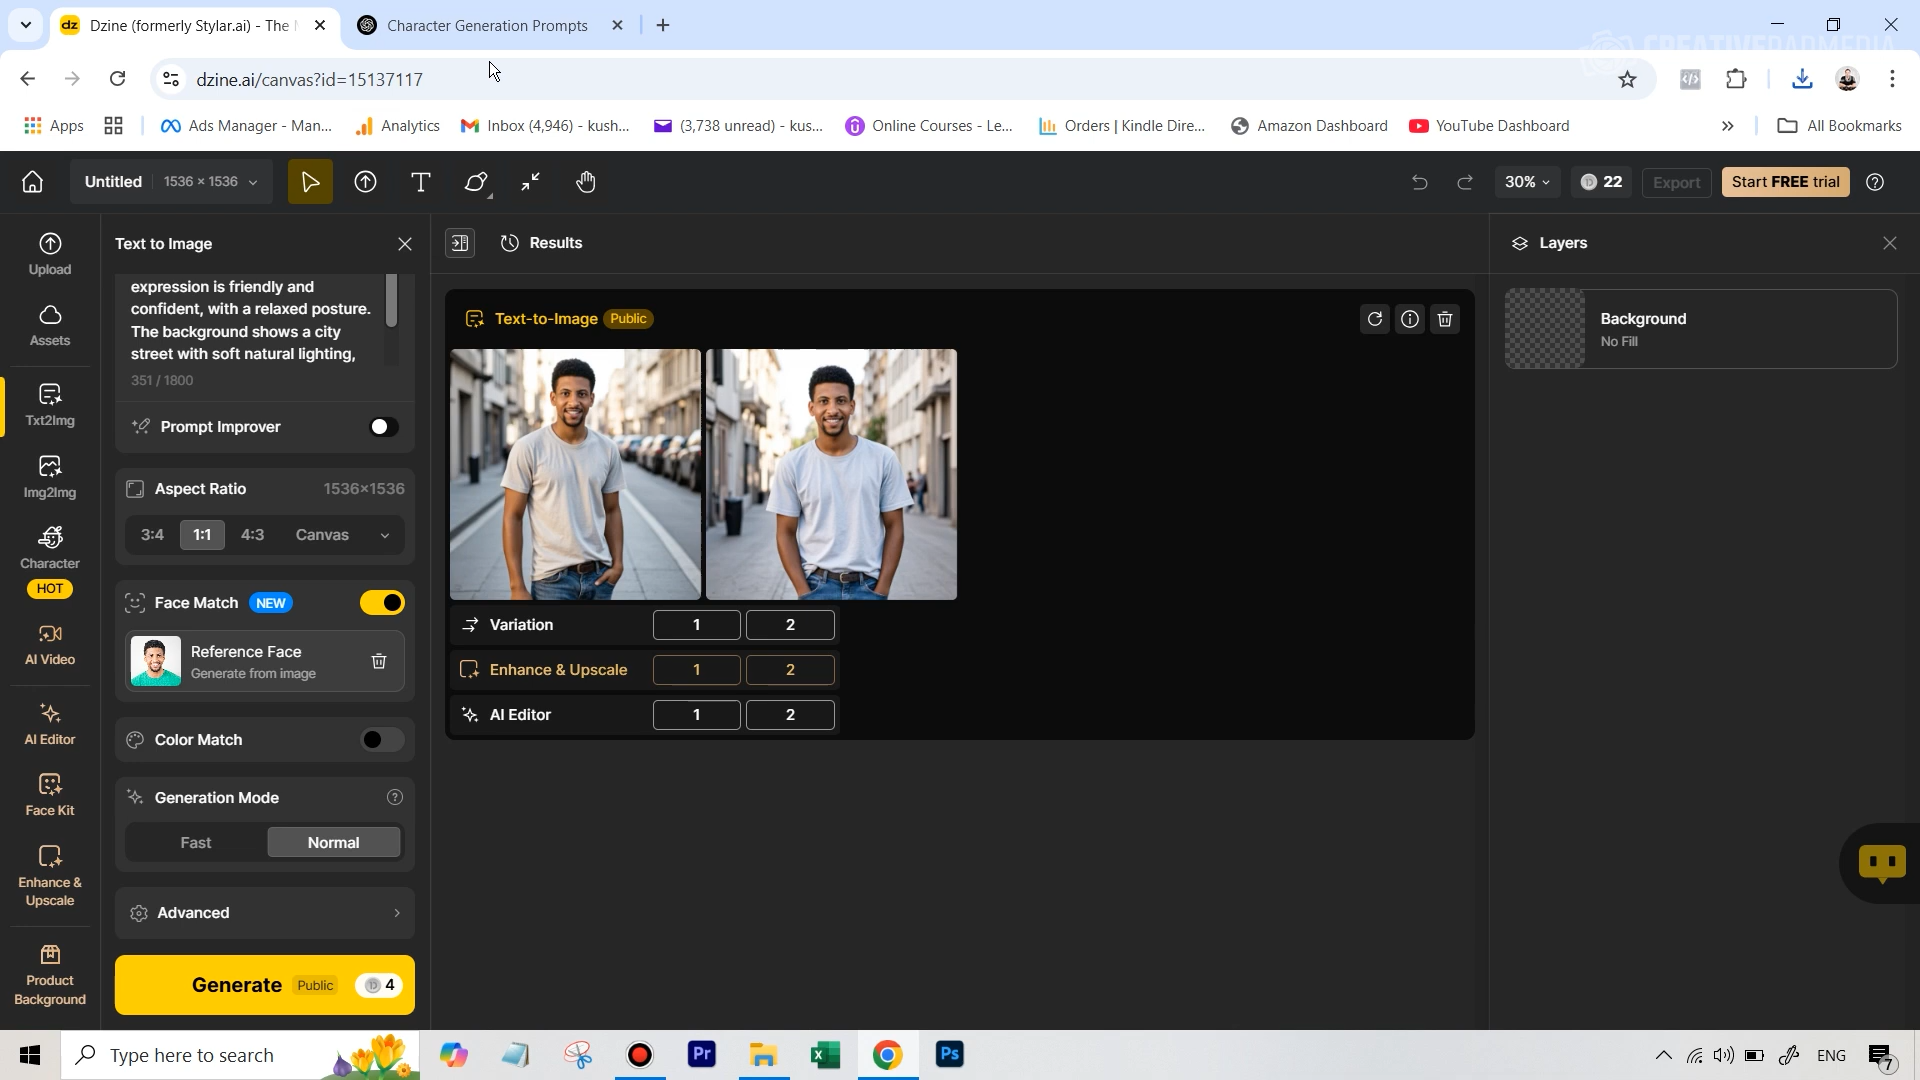 Dzine (formerly Stylar.ai) - The
Character Generation Prompts
CREATIVEDADMEDIA
dzine.ai/canvas?id=15137117
Apps
Ads Manager - Man...
Analytics
Inbox (4,946) - kush...
(3,738 unread) - kus...
Online Courses - Le...
Orders | Kindle Dire...
Amazon Dashboard
YouTube Dashboard
All Bookmarks
Untitled
1536 × 1536
30%
22
Export
Start FREE trial
Upload
Assets
Txt2Img
Img2Img
Character
HOT
AI Video
AI Editor
Face Kit
Enhance &
Upscale
Product
Background
Text to Image
expression is friendly and
confident, with a relaxed posture.
The background shows a city
street with soft natural lighting,
351 / 1800
Prompt Improver
Aspect Ratio
1536×1536
3:4
1:1
4:3
Canvas
Face Match
NEW
Reference Face
Generate from image
Color Match
Generation Mode
Fast
Normal
Advanced
Generate
Public
4
Results
Text-to-Image
Public
Variation
1
2
Enhance & Upscale
1
2
AI Editor
1
2
Layers
Background
No Fill
Type here to search
Pr
Ps
ENG
7